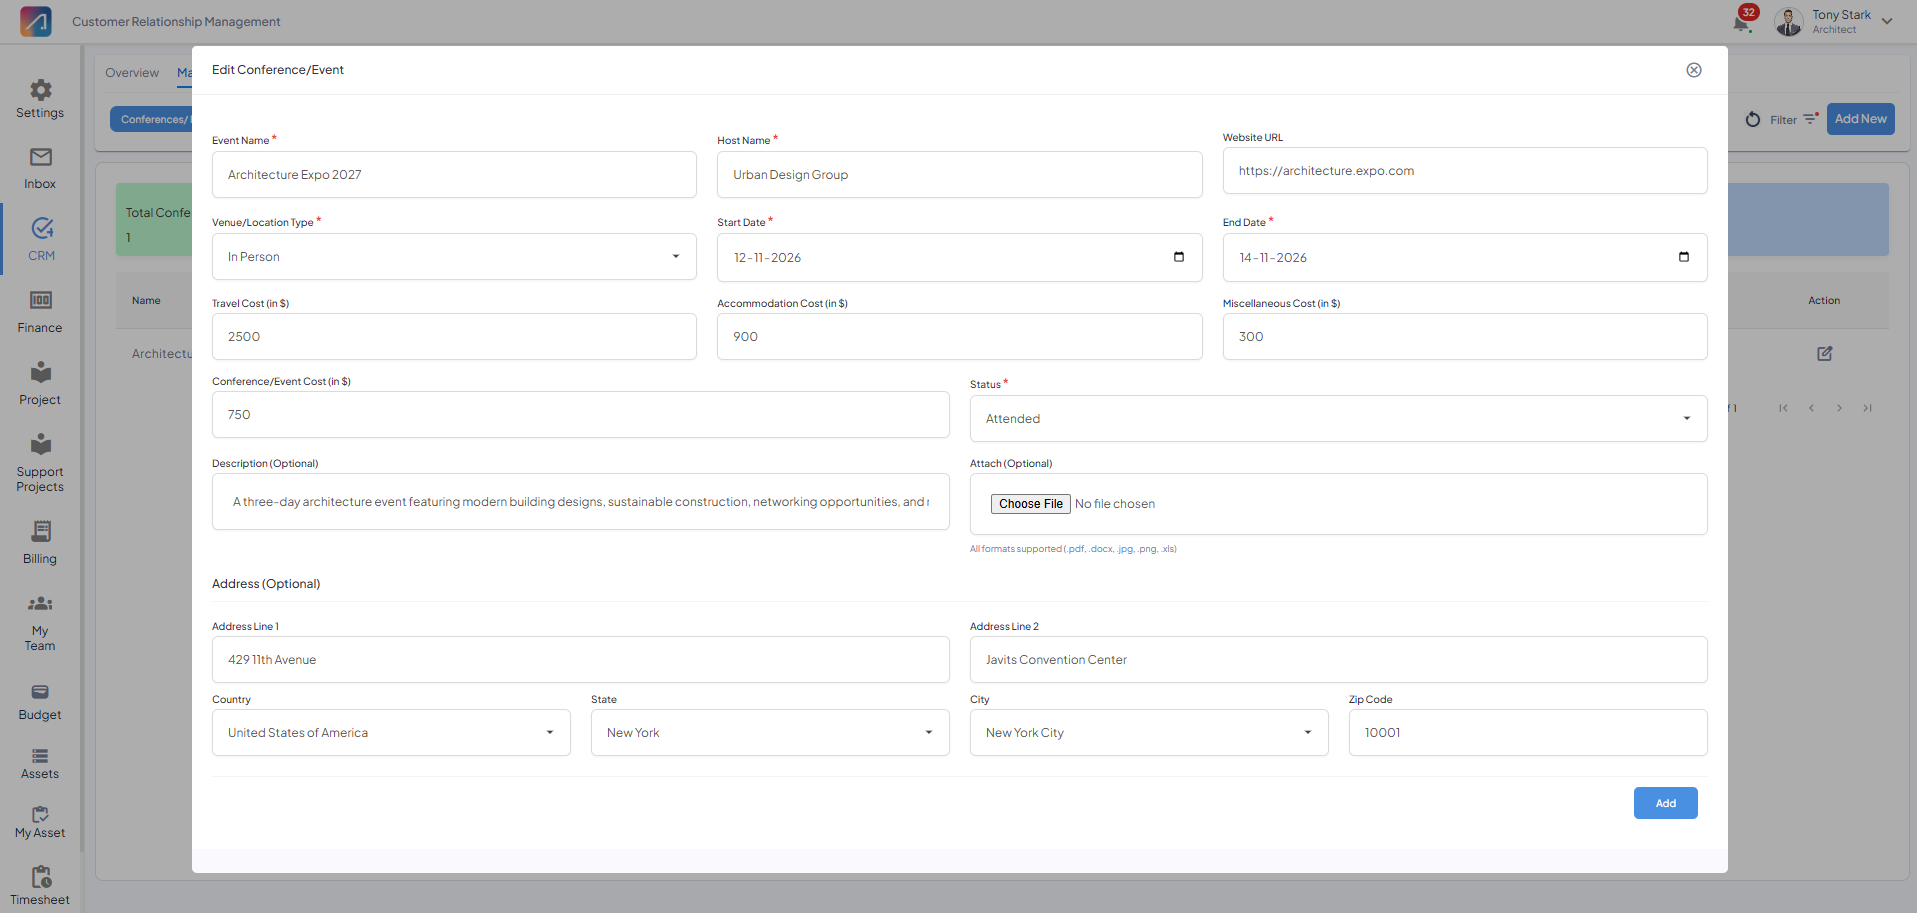 Customer Relationship Management
32
Tony Stark
Architect
Settings
Inbox
CRM
Finance
Project
Support
Projects
Billing
My
Team
Budget
Assets
My Asset
Timesheet
Overview
Conferences/
Filter
Add New
Total Confe
1
Name
Action
Architectu
Edit Conference/Event
Event Name *
Architecture Expo 2027
Host Name *
Urban Design Group
Website URL
https://architecture.expo.com
Venue/Location Type *
In Person
Start Date *
12-11-2026
End Date *
14-11-2026
Travel Cost (in $)
2500
Accommodation Cost (in $)
900
Miscellaneous Cost (in $)
300
Conference/Event Cost (in $)
750
Status *
Attended
Description (Optional)
A three-day architecture event featuring modern building designs, sustainable construction, networking opportunities, and
Attach (Optional)
Choose File No file chosen
All formats supported (.pdf, .docx, .jpg, .png, .xls)
Address (Optional)
Address Line 1
429 11th Avenue
Address Line 2
Javits Convention Center
Country
United States of America
State
New York
City
New York City
Zip Code
10001
Add